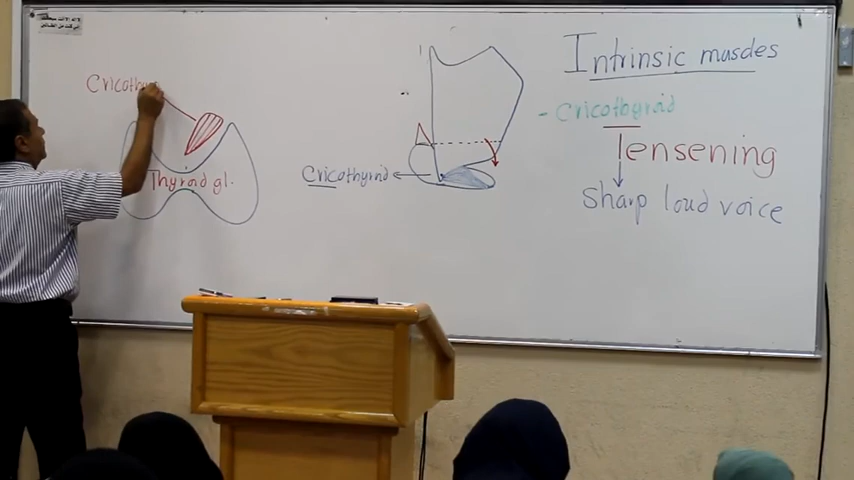 Intrinsic muscles
- Cricothyroid
Tensening
Sharp loud voice
Cricothyroid
Thyroid gl.